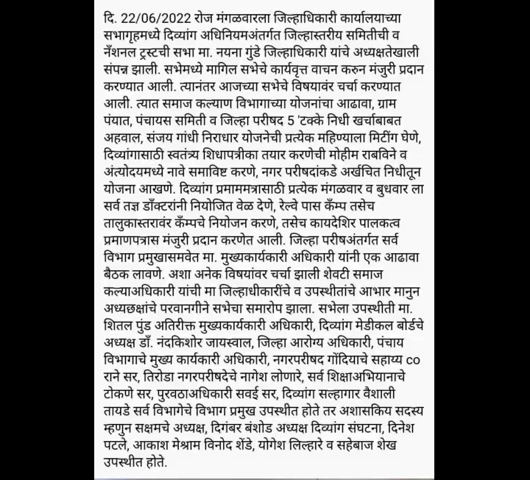 दि. 22/06/2022 रोज मंगळवारला जिल्हाधिकारी कार्यालयाच्या
सभागृहमध्ये दिव्यांग अधिनियमअंतर्गत जिल्हास्तरीय समितीची व
नॅशनल ट्रस्टची सभा मा. नयना गुंडे जिल्हाधिकारी यांचे अध्यक्षतेखाली
संपन्न झाली. सभेमध्ये मागिल सभेचे कार्यवृत्त वाचन करुन मंजुरी प्रदान
करण्यात आली. त्यानंतर आजच्या सभेचे विषयावंर चर्चा करण्यात
आली. त्यात समाज कल्याण विभागाच्या योजनांचा आढावा, ग्राम
पंयात, पंचायस समिती व जिल्हा परीषद 5 'टक्के निधी खर्चाबाबत
अहवाल, संजय गांधी निराधार योजनेची प्रत्येक महिण्याला मिटींग घेणे,
दिव्यांगासाठी स्वतंत्र्य शिधापत्रीका तयार करणेची मोहीम राबविने व
अंत्योदयमध्ये नावे समाविष्ट करणे, नगर परीषदांकडे अर्खचित निधीतून
योजना आखणे. दिव्यांग प्रमाममत्रासाठी प्रत्येक मंगळवार व बुधवार ला
सर्व तज्ञ डॉक्टरांनी नियोजित वेळ देणे, रेल्वे पास कॅंम्प तसेच
तालुकास्तरावंर कॅंम्पचे नियोजन करणे, तसेच कायदेशिर पालकत्व
प्रमाणपत्रास मंजुरी प्रदान करणेत आली. जिल्हा परीषअंतर्गत सर्व
विभाग प्रमुखासमवेत मा. मुख्यकार्यकारी अधिकारी यांनी एक आढावा
बैठक लावणे. अशा अनेक विषयांवर चर्चा झाली शेवटी समाज
कल्याअधिकारी यांची मा जिल्हाधीकारींचे व उपस्थीतांचे आभार मानुन
अध्यछक्षांचे परवानगीने सभेचा समारोप झाला. सभेला उपस्थीती मा.
शितल पुंड अतिरीक्त मुख्यकार्यकारी अधिकारी, दिव्यांग मेडीकल बोर्डचे
अध्यक्ष डॉ. नंदकिशोर जायस्वाल, जिल्हा आरोग्य अधिकारी, पंचाय
विभागाचे मुख्य कार्यकारी अधिकारी, नगरपरीषद गोंदियाचे सहाय्य co
राने सर, तिरोडा नगरपरीषदेचे नागेश लोणारे, सर्व शिक्षाअभियानाचे
टोकणे सर, पुरवठाअधिकारी सवई सर, दिव्यांग सल्हागार वैशाली
तायडे सर्व विभागेचे विभाग प्रमुख उपस्थीत होते तर अशासकिय सदस्य
म्हणुन सक्षमचे अध्यक्ष, दिगंबर बंशोड अध्यक्ष दिव्यांग संघटना, दिनेश
पटले, आकाश मेश्राम विनोद शेंडे, योगेश लिल्हारे व सहेबाज शेख
उपस्थीत होते.